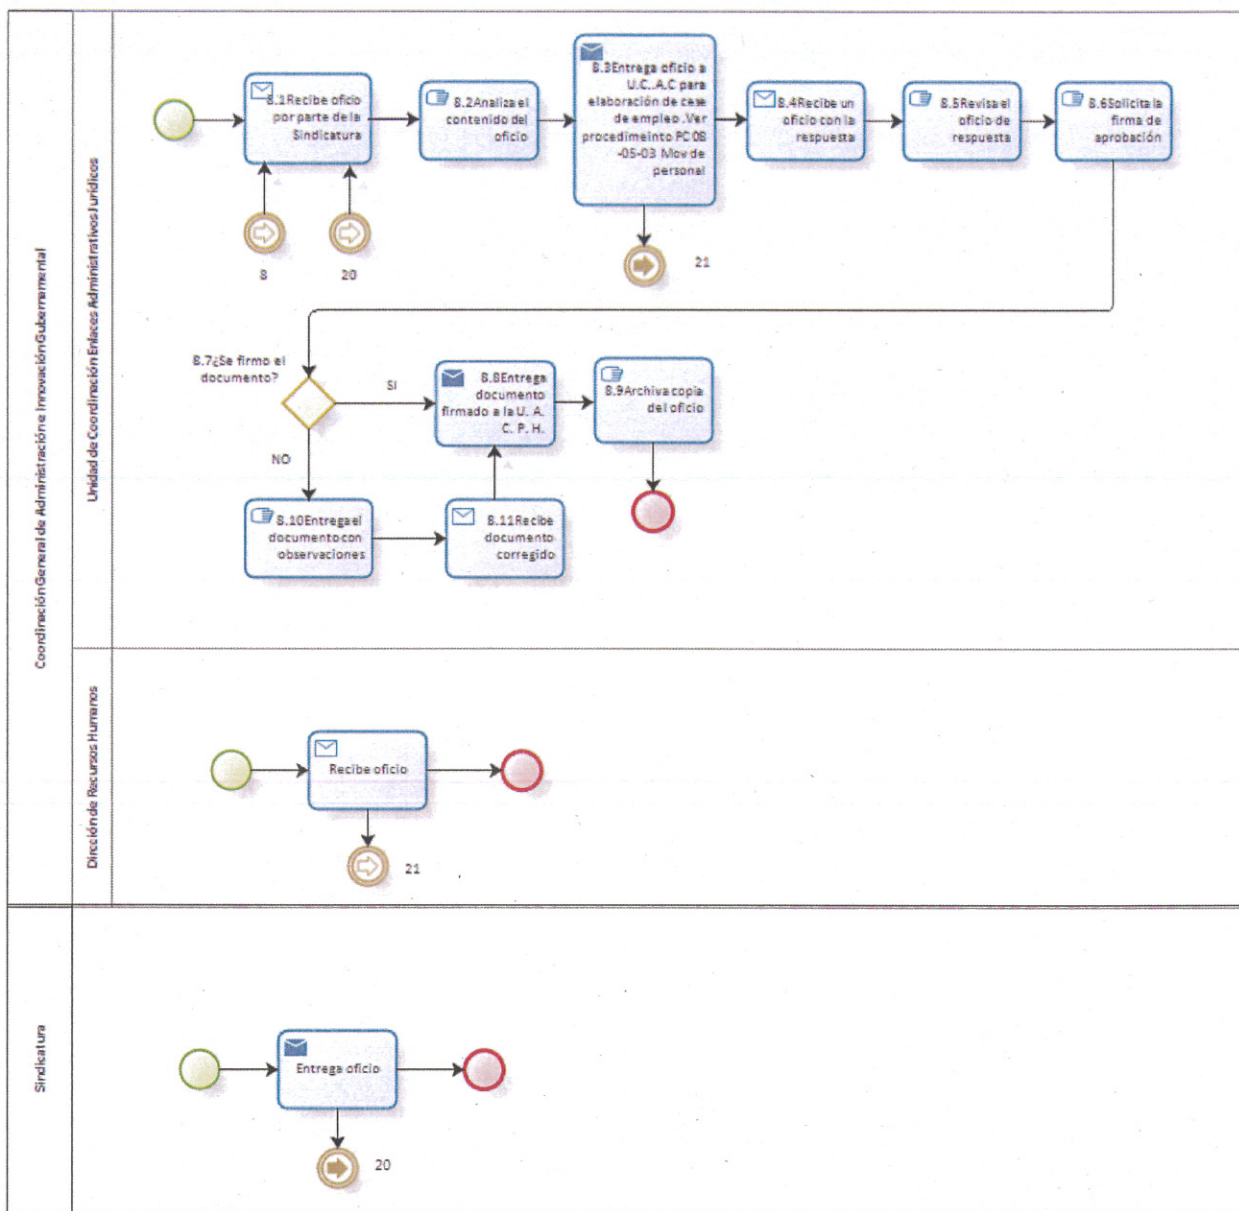 Coordinación General de Administración e Innovación Gubernamental
Unidad de Coordinación Enlaces Administrativos Jurídicos
8.1Recibe oficio
por parte de la
Sindicatura
8.2Analiza el
contenido del
oficio
8.3Entrega oficio a
U.C..A.C para
elaboración de cese
de empleo .Ver
procedimeinto PC 08
-05-03 Mov de
personal
8.4Recibe un
oficio con la
respuesta
8.5Revisa el
oficio de
respuesta
8.6Solicita la
firma de
aprobación
8
20
21
8.7¿Se firmo el
documento?
SI
NO
8.8Entrega
documento
firmado a la U. A.
C. P. H.
8.9Archiva copia
del oficio
8.10Entrega el
documento con
observaciones
8.11Recibe
documento
corregido
Dirección de Recursos Humanos
Recibe oficio
21
Sindicatura
Entrega oficio
20